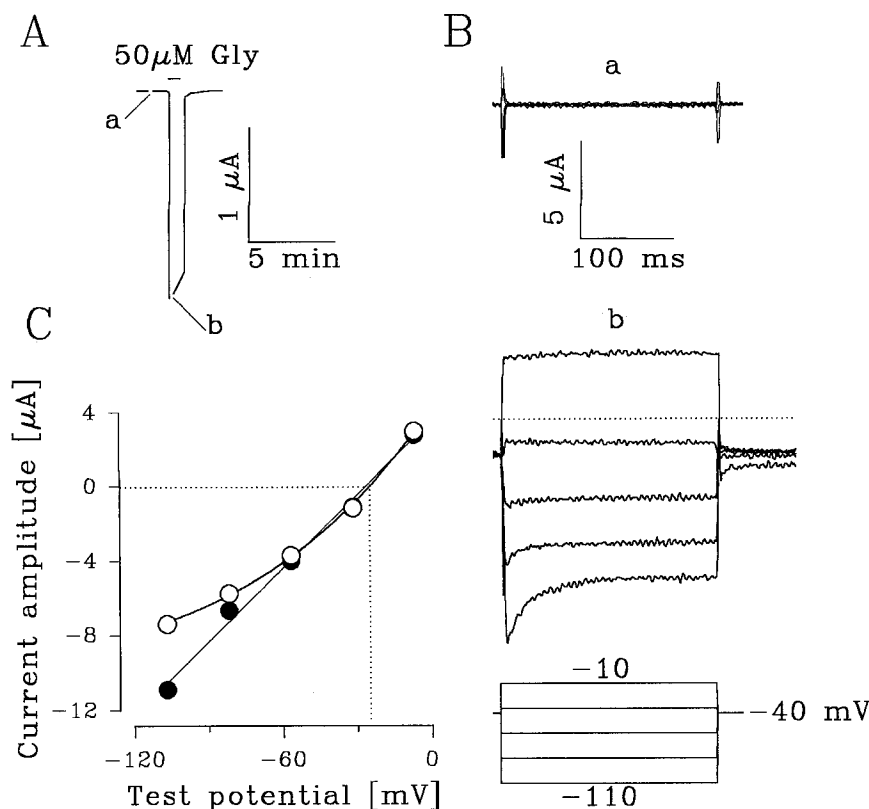 A
50μM Gly
a
1 μA
5 min
b
B
a
5 μA
100 ms
b
-10
-40 mV
-110
C
Current amplitude [μA]
4
0
-4
-8
-12
-120
-60
0
Test potential [mV]